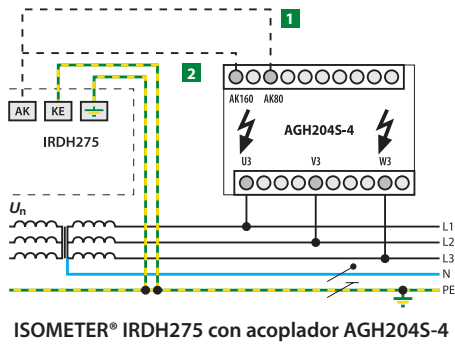 1
2
AK160 AK80
AK KE
IRDH275
AGH204S-4
U3 V3 W3
Un
L1
L2
L3
N
PE
ISOMETER® IRDH275 con acoplador AGH204S-4